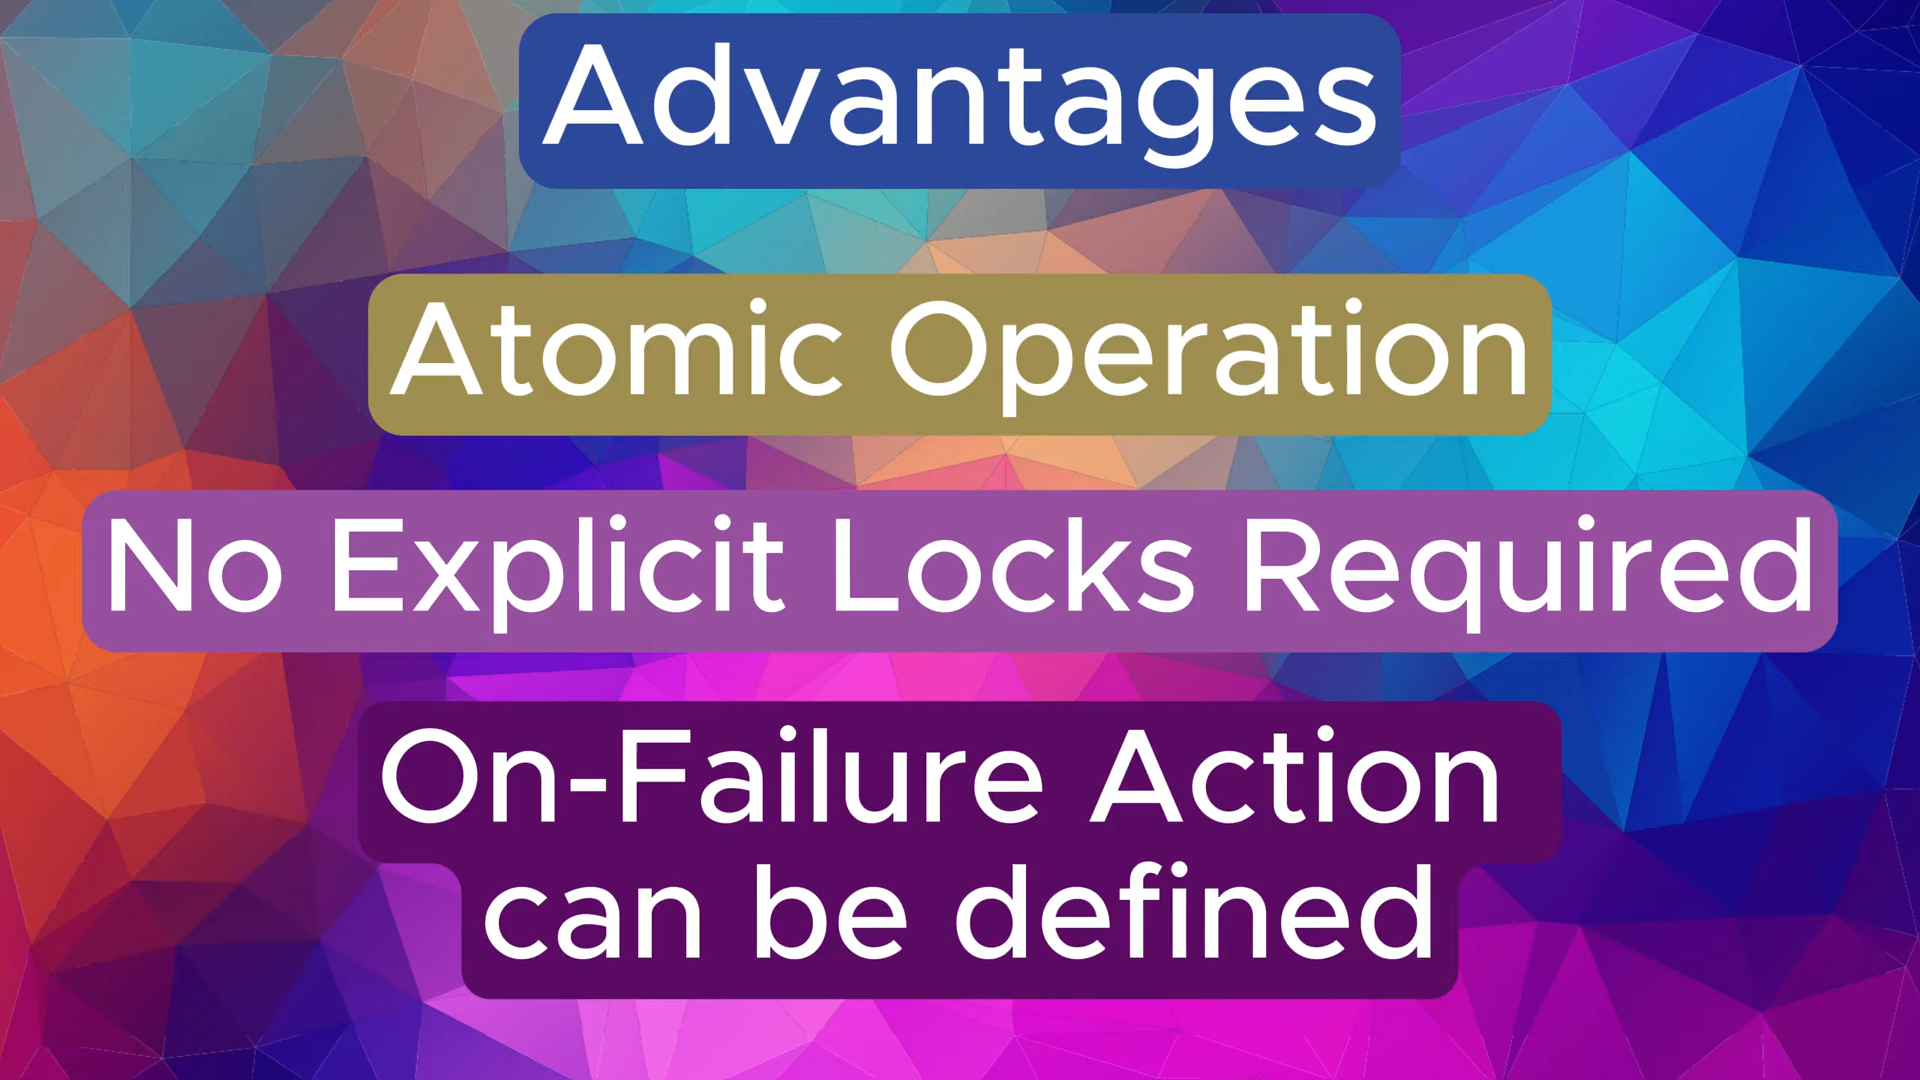 Advantages
Atomic Operation
No Explicit Locks Required
On-Failure Action
can be defined